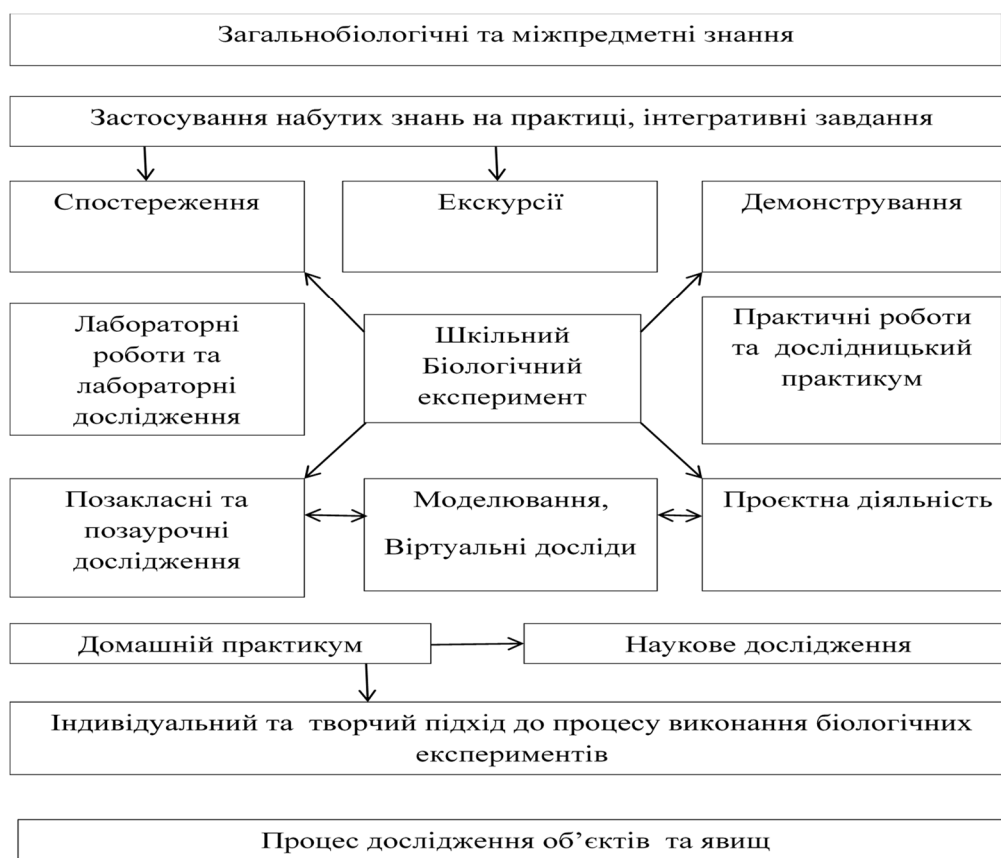 Загальнобіологічні та міжпредметні знання
Застосування набутих знань на практиці, інтегративні завдання
Спостереження
Екскурсії
Демонстрування
Лабораторні
роботи та
лабораторні
дослідження
Шкільний
Біологічний
експеримент
Практичні роботи
та дослідницький
практикум
Позакласні та
позаурочні
дослідження
Моделювання,
Віртуальні досліди
Проєктна діяльність
Домашній практикум
Наукове дослідження
Індивідуальний та творчий підхід до процесу виконання біологічних
експериментів
Процес дослідження об’єктів та явищ